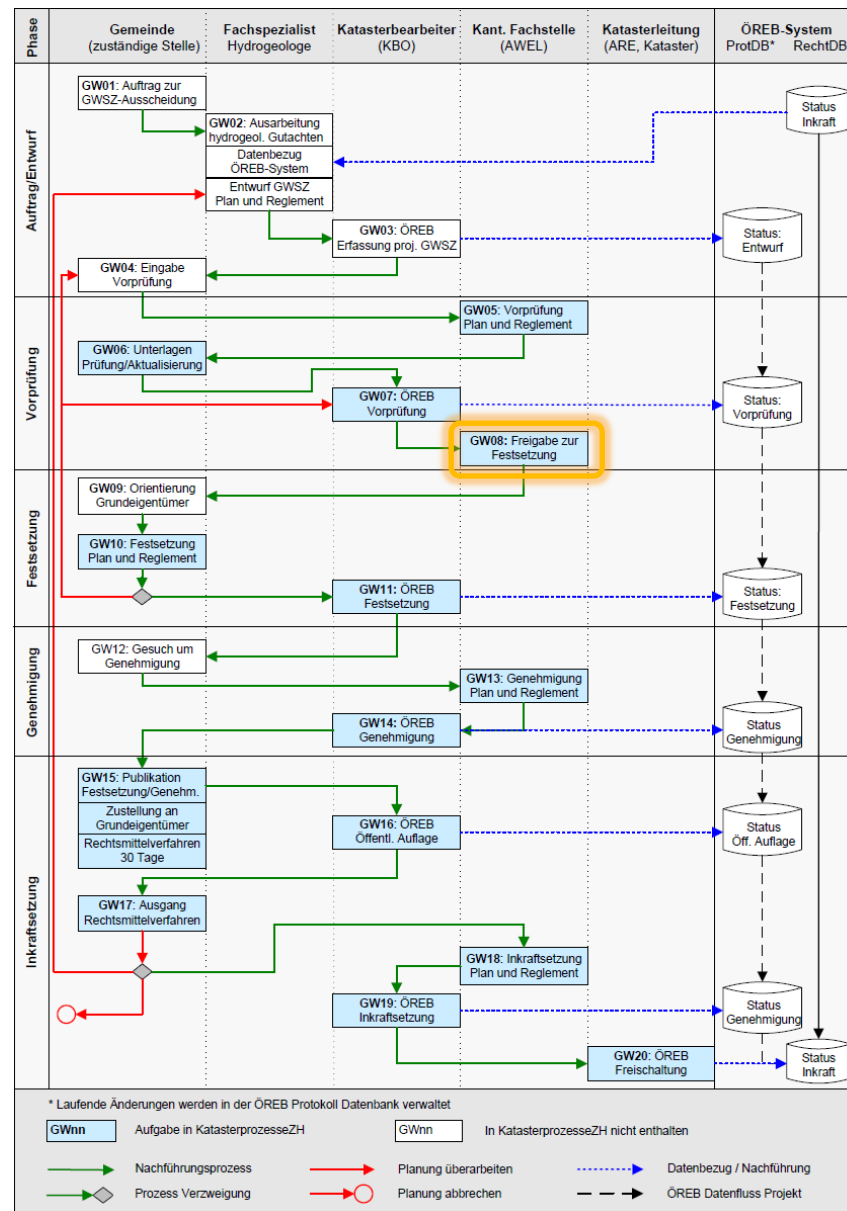 Phase
Gemeinde
(zuständige Stelle)
Fachspezialist
Hydrogeologe
Katasterbearbeiter
(KBO)
Kant. Fachstelle
(AWEL)
Katasterleitung
(ARE, Kataster)
ÖREB-System
ProtDB* RechtDB
Auftrag/Entwurf
GW01: Auftrag zur
GWSZ-Ausscheidung
Status
Inkraft
GW02: Ausarbeitung
hydrogeol. Gutachten
Datenbezug
ÖREB-System
Entwurf GWSZ
Plan und Reglement
GW03: ÖREB
Erfassung proj. GWSZ
Status:
Entwurf
GW04: Eingabe
Vorprüfung
Vorprüfung
GW05: Vorprüfung
Plan und Reglement
GW06: Unterlagen
Prüfung/Aktualisierung
GW07: ÖREB
Vorprüfung
Status:
Vorprüfung
GW08: Freigabe zur
Festsetzung
Festsetzung
GW09: Orientierung
Grundeigentümer
GW10: Festsetzung
Plan und Reglement
GW11: ÖREB
Festsetzung
Status:
Festsetzung
Genehmigung
GW12: Gesuch um
Genehmigung
GW13: Genehmigung
Plan und Reglement
GW14: ÖREB
Genehmigung
Status
Genehmigung
Inkraftsetzung
GW15: Publikation
Festsetzung/Genehm.
Zustellung an
Grundeigentümer
Rechtsmittelverfahren
30 Tage
GW16: ÖREB
Öffentl. Auflage
Status
Öff. Auflage
GW17: Ausgang
Rechtsmittelverfahren
GW18: Inkraftsetzung
Plan und Reglement
GW19: ÖREB
Inkraftsetzung
Status
Genehmigung
GW20: ÖREB
Freischaltung
Status
Inkraft
* Laufende Änderungen werden in der ÖREB Protokoll Datenbank verwaltet
GWnn Aufgabe in KatasterprozesseZH GWnn In KatasterprozesseZH nicht enthalten
Nachführungsprozess Planung überarbeiten Datenbezug / Nachführung
Prozess Verzweigung Planung abbrechen ÖREB Datenfluss Projekt